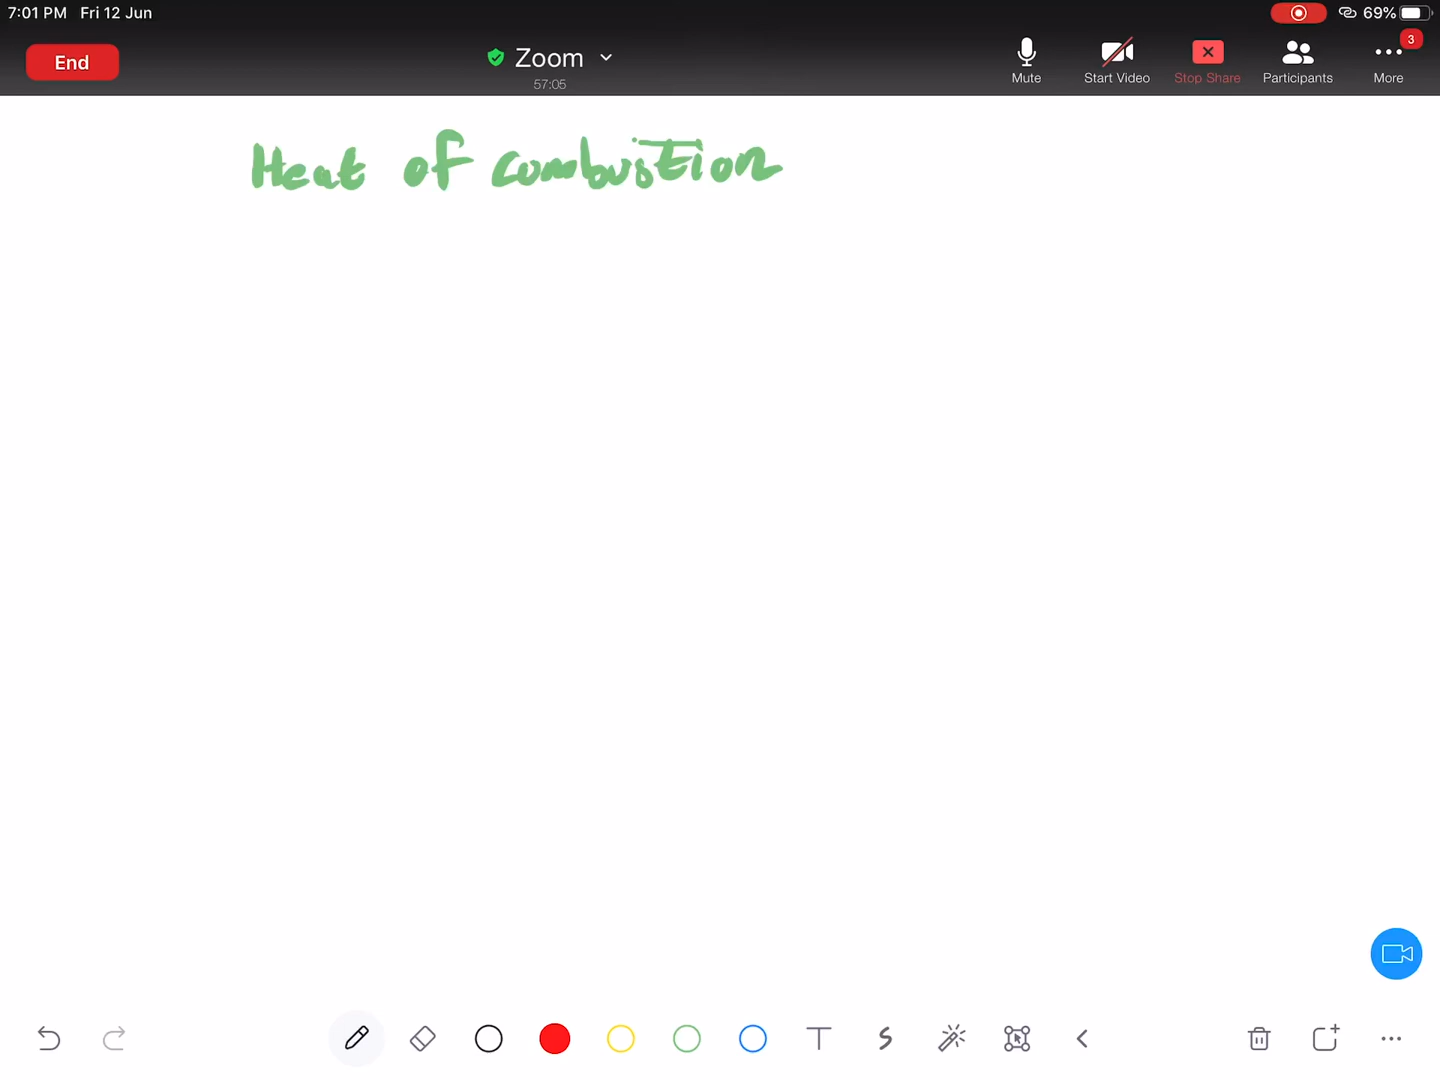 7:01 PM Fri 12 Jun
69%
End
Zoom
57:05
Mute
Start Video
Stop Share
Participants
3
More
Heat of combustion
T